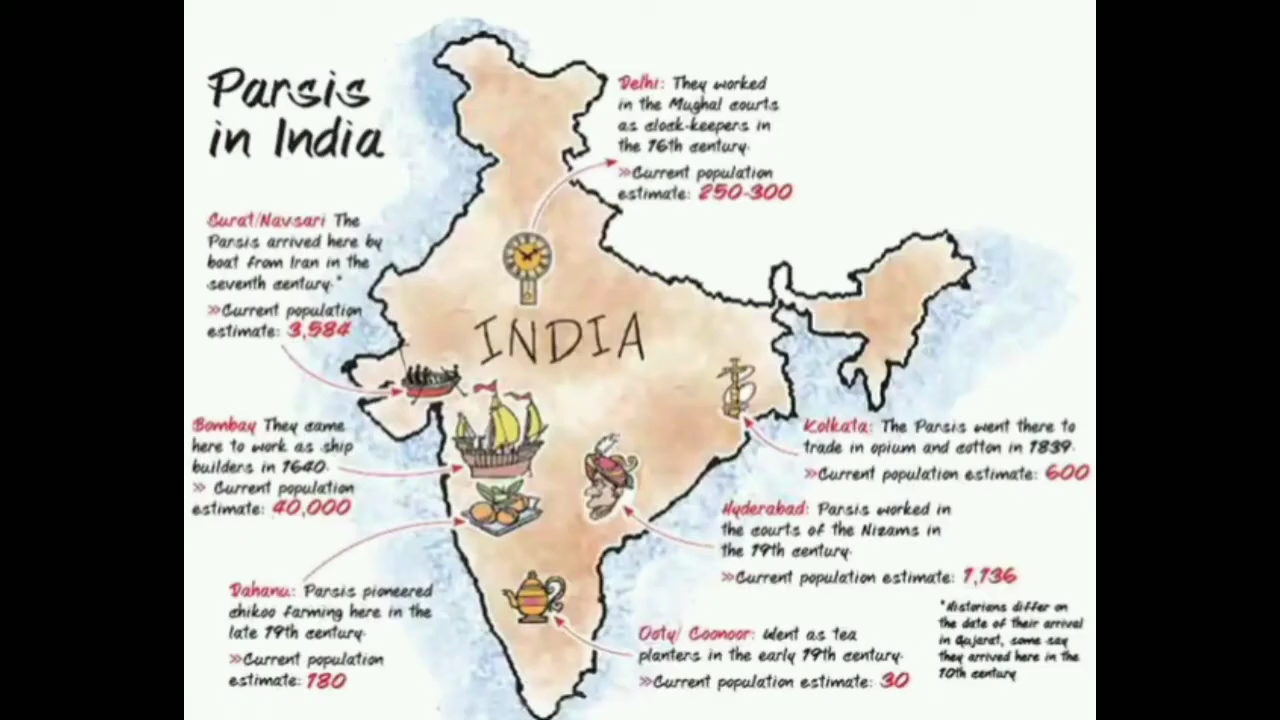 Parsis
in India
Delhi: They worked
in the Mughal courts
as clock-keepers in
the 16th century.
»Current population
estimate: 250-300
Surat/Navsari The
Parsis arrived here by
boat from Iran in the
seventh century.*
»Current population
estimate: 3,584
INDIA
Bombay They came
here to work as ship
builders in 1640.
» Current population
estimate: 40,000
Kolkata: The Parsis went there to
trade in opium and cotton in 1839.
»Current population estimate: 600
Hyderabad: Parsis worked in
the courts of the Nizams in
the 19th century.
»Current population estimate: 1,136
Dahanu: Parsis pioneered
chikoo farming here in the
late 19th century.
»Current population
estimate: 180
Ooty/ Coonoor: Went as tea
planters in the early 19th century.
»Current population estimate: 30
*Historians differ on
the date of their arrival
in Gujarat, some say
they arrived here in the
10th century